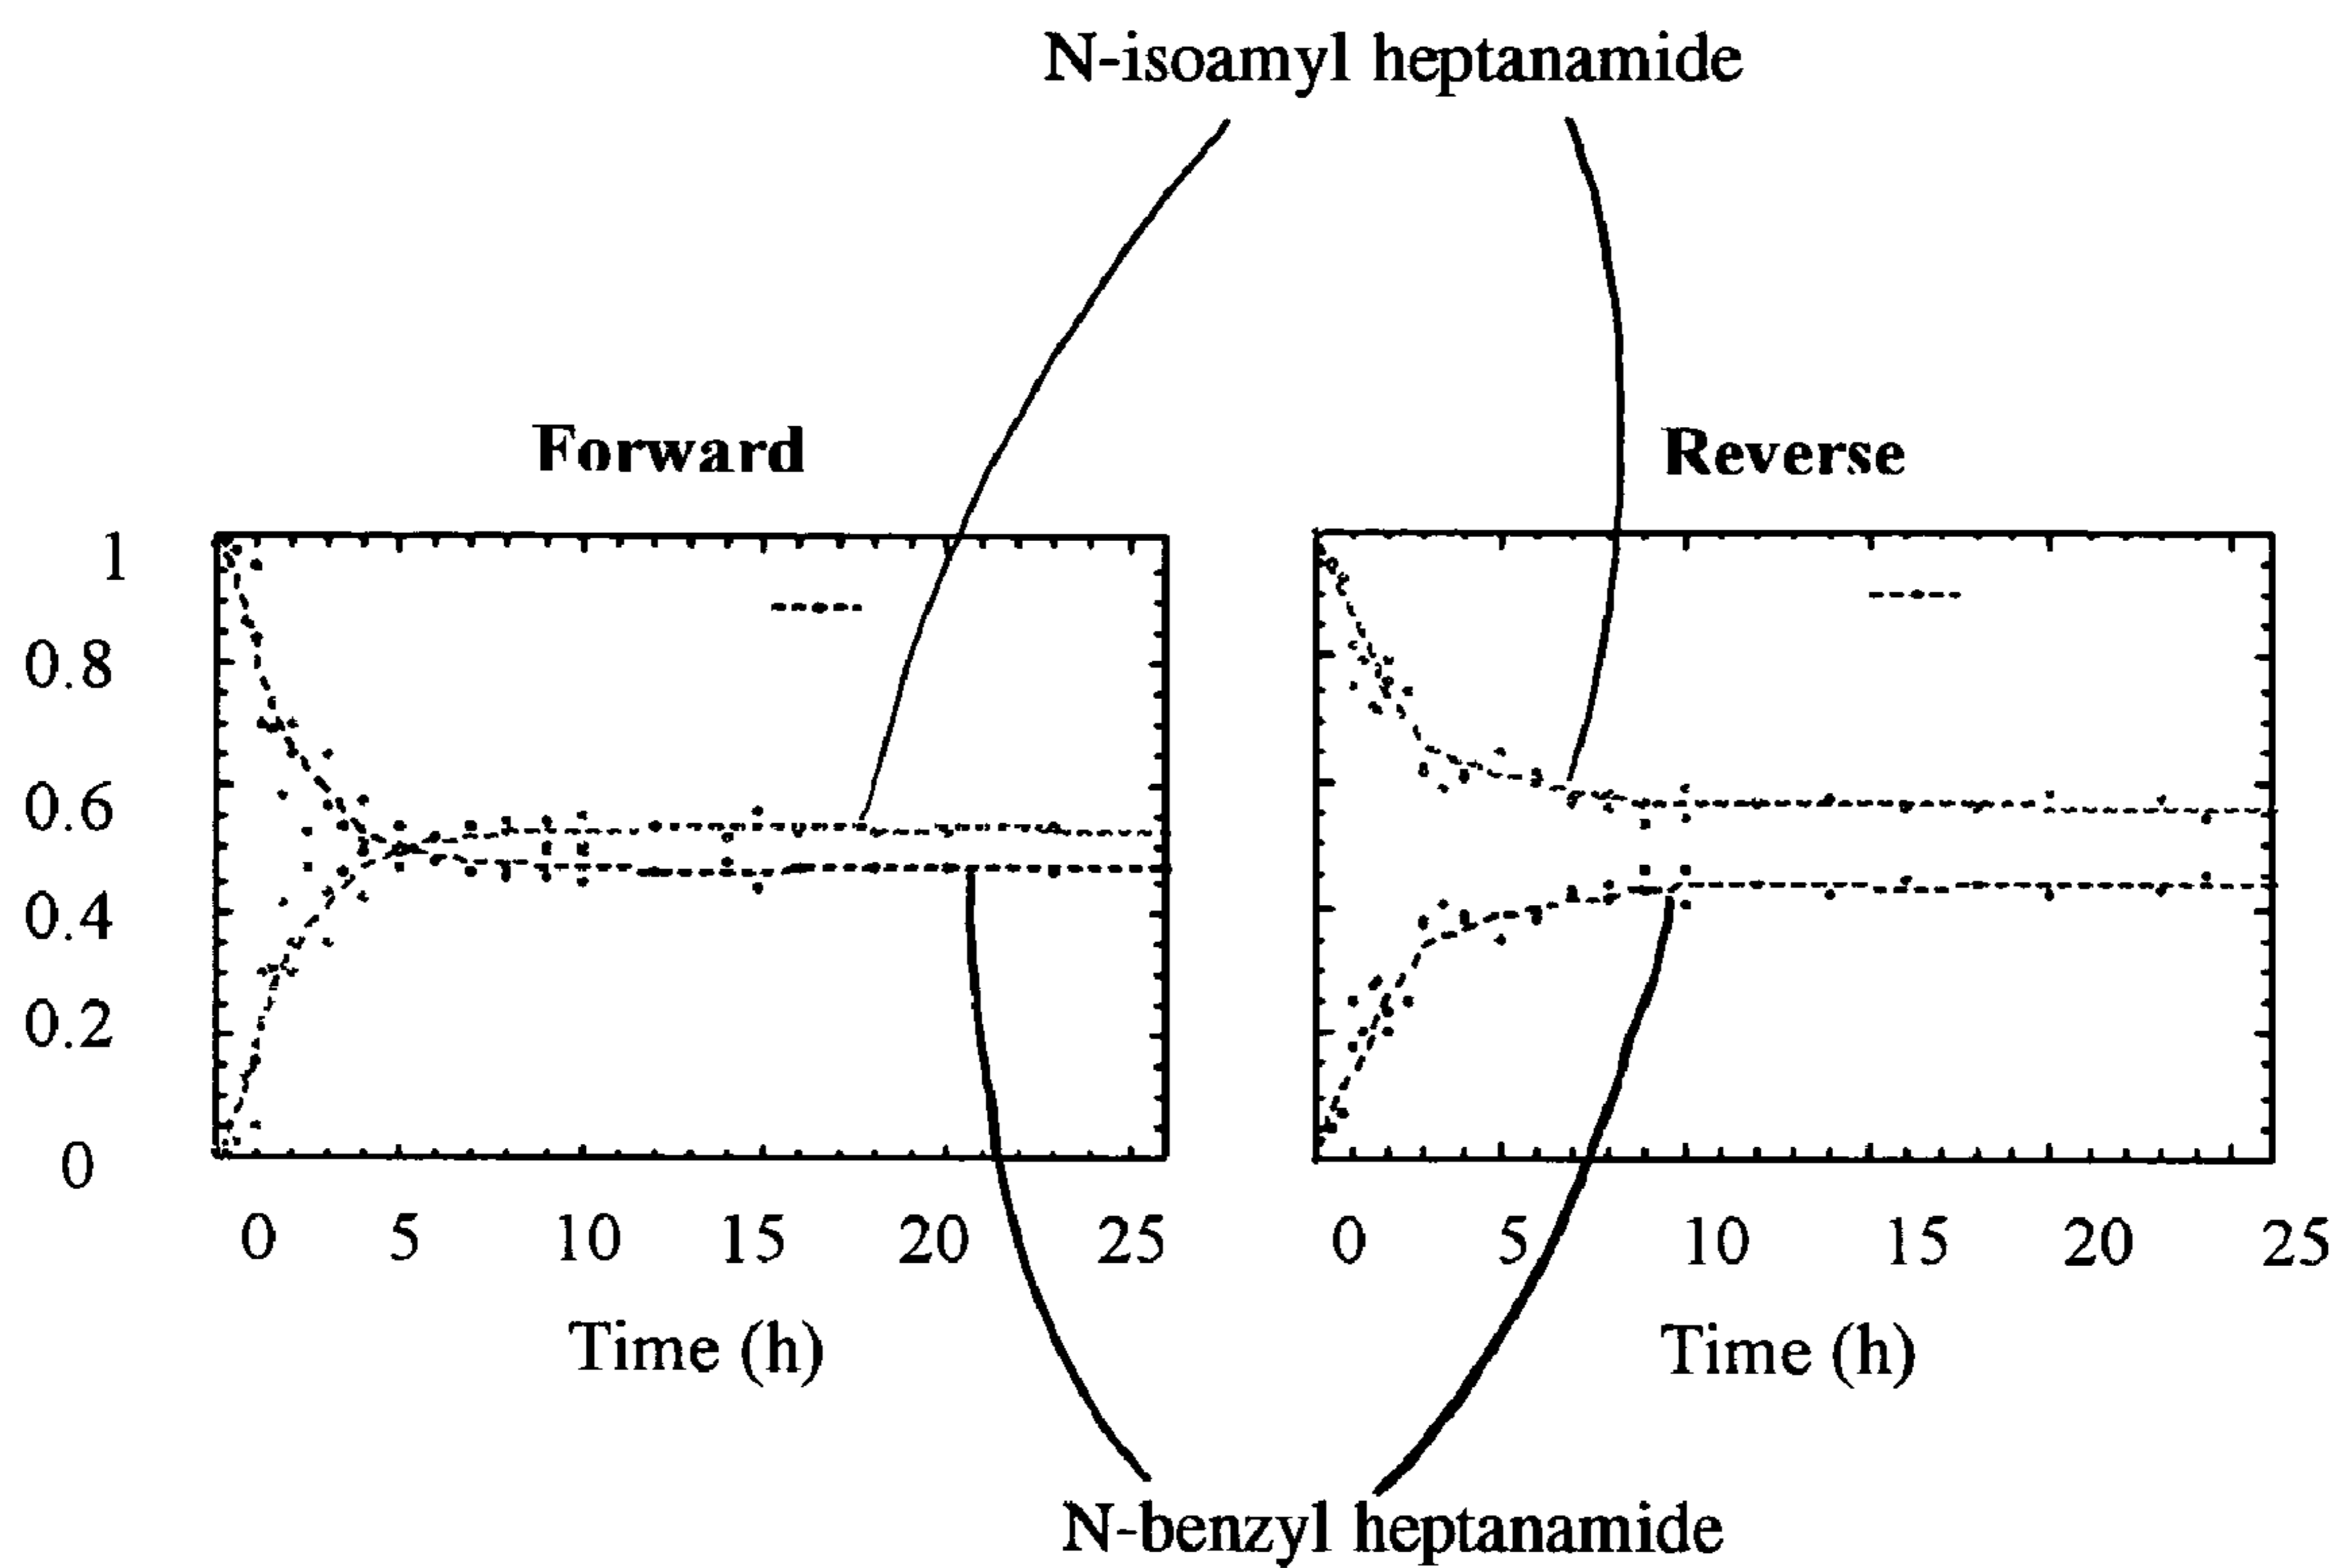 N-isoamyl heptanamide
Forward
Reverse
1
0.8
0.6
0.4
0.2
0
0 5 10 15 20 25
0 5 10 15 20 25
Time (h)
Time (h)
N-benzyl heptanamide